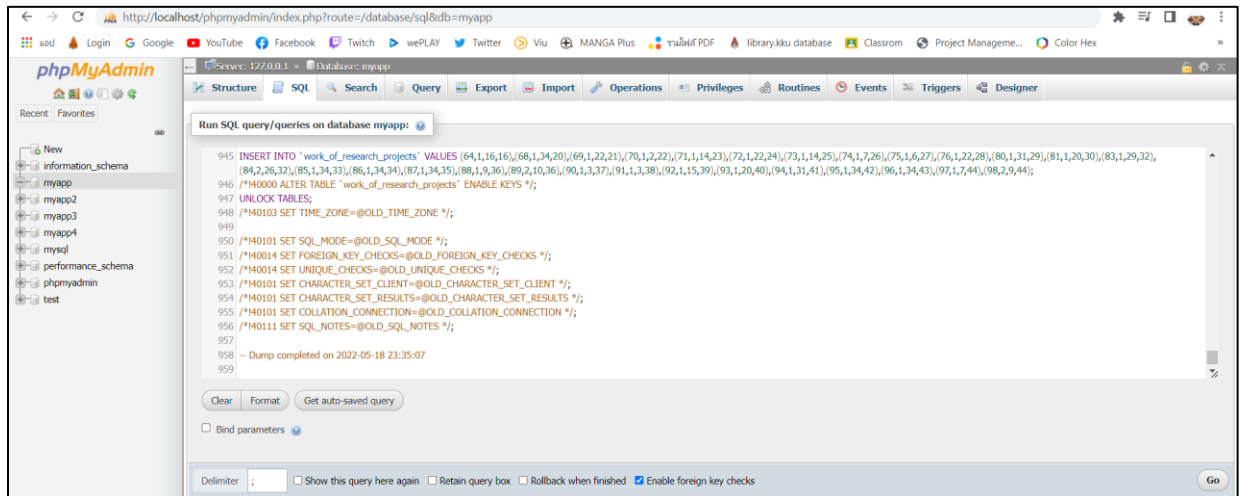 http://localhost/phpmyadmin/index.php?route=/database/sql&db=myapp
แอป Login Google YouTube Facebook Twitch wePLAY Twitter Viu MANGA Plus รวมไฟล์ PDF library.kku database Classrom Project Manageme... Color Hex »
phpMyAdmin
Recent Favorites
New
information_schema
myapp
myapp2
myapp3
myapp4
mysql
performance_schema
phpmyadmin
test
Server: 127.0.0.1 » Database: myapp
Structure SQL Search Query Export Import Operations Privileges Routines Events Triggers Designer
Run SQL query/queries on database myapp:
945 INSERT INTO `work_of_research_projects` VALUES (64,1,16,16),(68,1,34,20),(69,1,22,21),(70,1,2,22),(71,1,14,23),(72,1,22,24),(73,1,14,25),(74,1,7,26),(75,1,6,27),(76,1,22,28),(80,1,31,29),(81,1,20,30),(83,1,29,32),
(84,2,26,32),(85,1,34,33),(86,1,34,34),(87,1,34,35),(88,1,9,36),(89,2,10,36),(90,1,3,37),(91,1,3,38),(92,1,15,39),(93,1,20,40),(94,1,31,41),(95,1,34,42),(96,1,34,43),(97,1,7,44),(98,2,9,44);
946 /*!40000 ALTER TABLE `work_of_research_projects` ENABLE KEYS */;
947 UNLOCK TABLES;
948 /*!40103 SET TIME_ZONE=@OLD_TIME_ZONE */;
949
950 /*!40101 SET SQL_MODE=@OLD_SQL_MODE */;
951 /*!40014 SET FOREIGN_KEY_CHECKS=@OLD_FOREIGN_KEY_CHECKS */;
952 /*!40014 SET UNIQUE_CHECKS=@OLD_UNIQUE_CHECKS */;
953 /*!40101 SET CHARACTER_SET_CLIENT=@OLD_CHARACTER_SET_CLIENT */;
954 /*!40101 SET CHARACTER_SET_RESULTS=@OLD_CHARACTER_SET_RESULTS */;
955 /*!40101 SET COLLATION_CONNECTION=@OLD_COLLATION_CONNECTION */;
956 /*!40111 SET SQL_NOTES=@OLD_SQL_NOTES */;
957
958 -- Dump completed on 2022-05-18 23:35:07
959
Clear Format Get auto-saved query
Bind parameters
Delimiter ; Show this query here again Retain query box Rollback when finished Enable foreign key checks Go